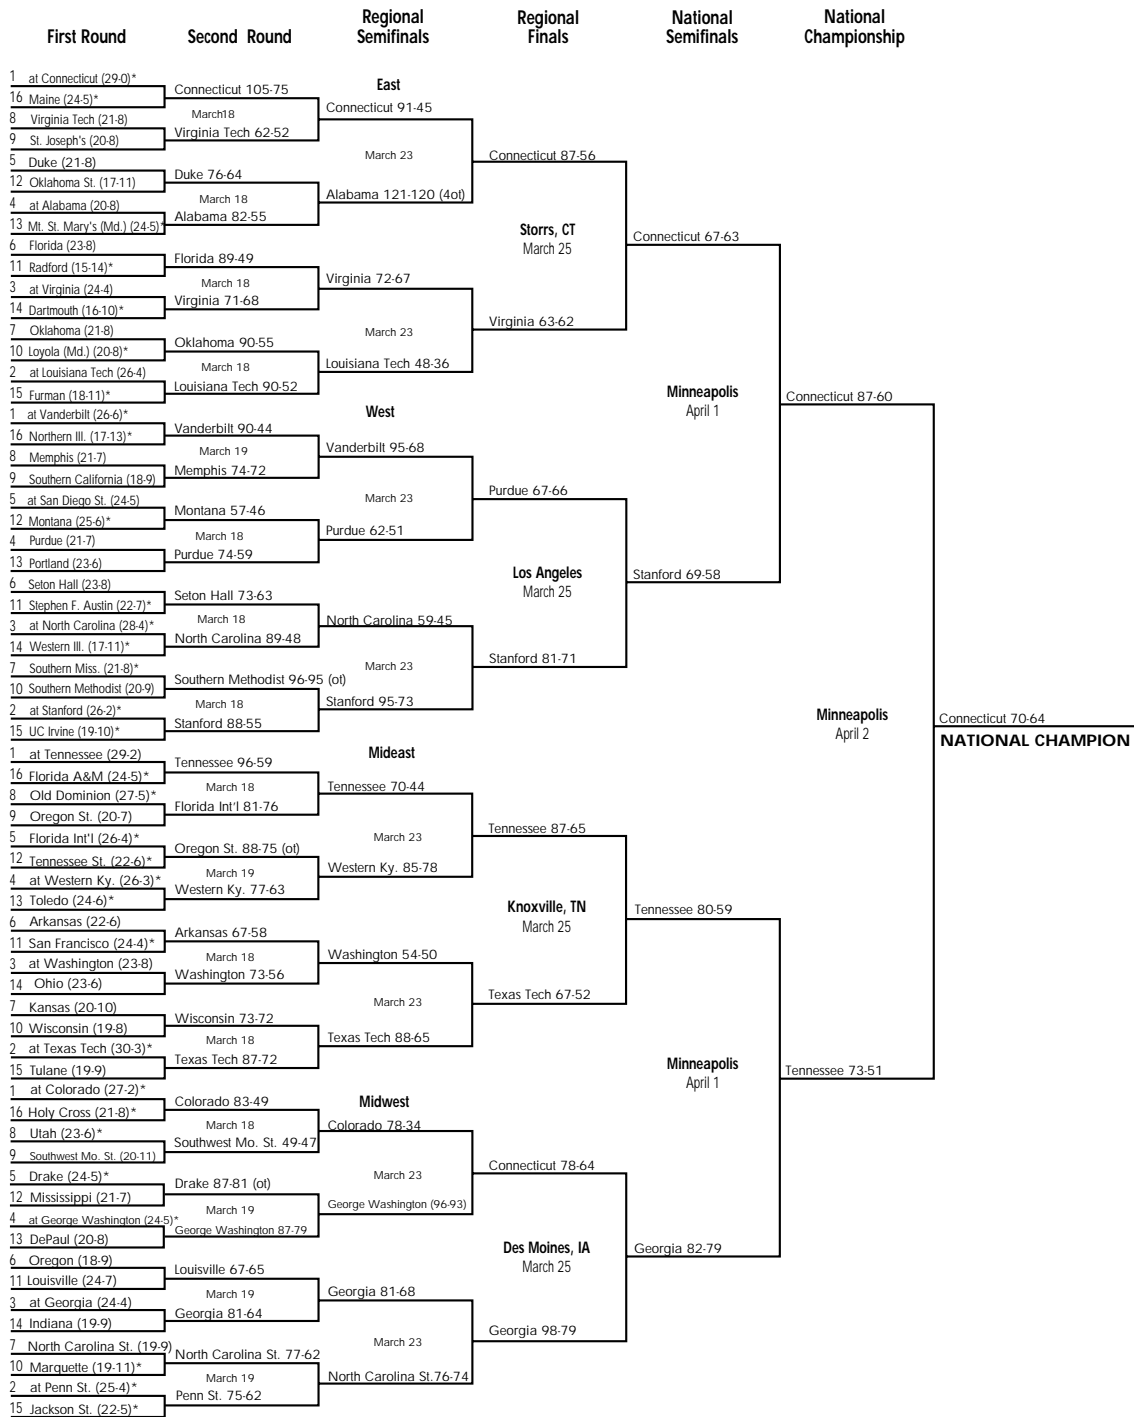 First Round
Second Round
Regional
Semifinals
Regional
Finals
National
Semifinals
National
Championship
1 at Connecticut (29-0)*
16 Maine (24-5)*
8 Virginia Tech (21-8)
9 St. Joseph's (20-8)
5 Duke (21-8)
12 Oklahoma St. (17-11)
4 at Alabama (20-8)
13 Mt. St. Mary's (Md.) (24-5)*
6 Florida (23-8)
11 Radford (15-14)*
3 at Virginia (24-4)
14 Dartmouth (16-10)*
7 Oklahoma (21-8)
10 Loyola (Md.) (20-8)*
2 at Louisiana Tech (26-4)
15 Furman (18-11)*
1 at Vanderbilt (26-6)*
16 Northern Ill. (17-13)*
8 Memphis (21-7)
9 Southern California (18-9)
5 at San Diego St. (24-5)
12 Montana (25-6)*
4 Purdue (21-7)
13 Portland (23-6)
6 Seton Hall (23-8)
11 Stephen F. Austin (22-7)*
3 at North Carolina (28-4)*
14 Western Ill. (17-11)*
7 Southern Miss. (21-8)*
10 Southern Methodist (20-9)
2 at Stanford (26-2)*
15 UC Irvine (19-10)*
1 at Tennessee (29-2)
16 Florida A&M (24-5)*
8 Old Dominion (27-5)*
9 Oregon St. (20-7)
5 Florida Int'l (26-4)*
12 Tennessee St. (22-6)*
4 at Western Ky. (26-3)*
13 Toledo (24-6)*
6 Arkansas (22-6)
11 San Francisco (24-4)*
3 at Washington (23-8)
14 Ohio (23-6)
7 Kansas (20-10)
10 Wisconsin (19-8)
2 at Texas Tech (30-3)*
15 Tulane (19-9)
1 at Colorado (27-2)*
16 Holy Cross (21-8)*
8 Utah (23-6)*
9 Southwest Mo. St. (20-11)
5 Drake (24-5)*
12 Mississippi (21-7)
4 at George Washington (24-5)*
13 DePaul (20-8)
6 Oregon (18-9)
11 Louisville (24-7)
3 at Georgia (24-4)
14 Indiana (19-9)
7 North Carolina St. (19-9)
10 Marquette (19-11)*
2 at Penn St. (25-4)*
15 Jackson St. (22-5)*
Connecticut 105-75
March18
Virginia Tech 62-52
Duke 76-64
March 18
Alabama 82-55
Florida 89-49
March 18
Virginia 71-68
Oklahoma 90-55
March 18
Louisiana Tech 90-52
Vanderbilt 90-44
March 19
Memphis 74-72
Montana 57-46
March 18
Purdue 74-59
Seton Hall 73-63
March 18
North Carolina 89-48
Southern Methodist 96-95 (ot)
March 18
Stanford 88-55
Tennessee 96-59
March 18
Florida Int'l 81-76
Oregon St. 88-75 (ot)
March 19
Western Ky. 77-63
Arkansas 67-58
March 18
Washington 73-56
Wisconsin 73-72
March 18
Texas Tech 87-72
Colorado 83-49
March 18
Southwest Mo. St. 49-47
Drake 87-81 (ot)
March 19
George Washington 87-79
Louisville 67-65
March 19
Georgia 81-64
North Carolina St. 77-62
March 19
Penn St. 75-62
East
Connecticut 91-45
March 23
Alabama 121-120 (4ot)
Virginia 72-67
March 23
Louisiana Tech 48-36
West
Vanderbilt 95-68
March 23
Purdue 62-51
North Carolina 59-45
March 23
Stanford 95-73
Mideast
Tennessee 70-44
March 23
Western Ky. 85-78
Washington 54-50
March 23
Texas Tech 88-65
Midwest
Colorado 78-34
March 23
George Washington (96-93)
Georgia 81-68
March 23
North Carolina St.76-74
Connecticut 87-56
Storrs, CT
March 25
Virginia 63-62
Purdue 67-66
Los Angeles
March 25
Stanford 81-71
Tennessee 87-65
Knoxville, TN
March 25
Texas Tech 67-52
Connecticut 78-64
Des Moines, IA
March 25
Georgia 98-79
Connecticut 67-63
Minneapolis
April 1
Stanford 69-58
Tennessee 80-59
Minneapolis
April 1
Georgia 82-79
Connecticut 87-60
Minneapolis
April 2
Tennessee 73-51
Connecticut 70-64
NATIONAL CHAMPION